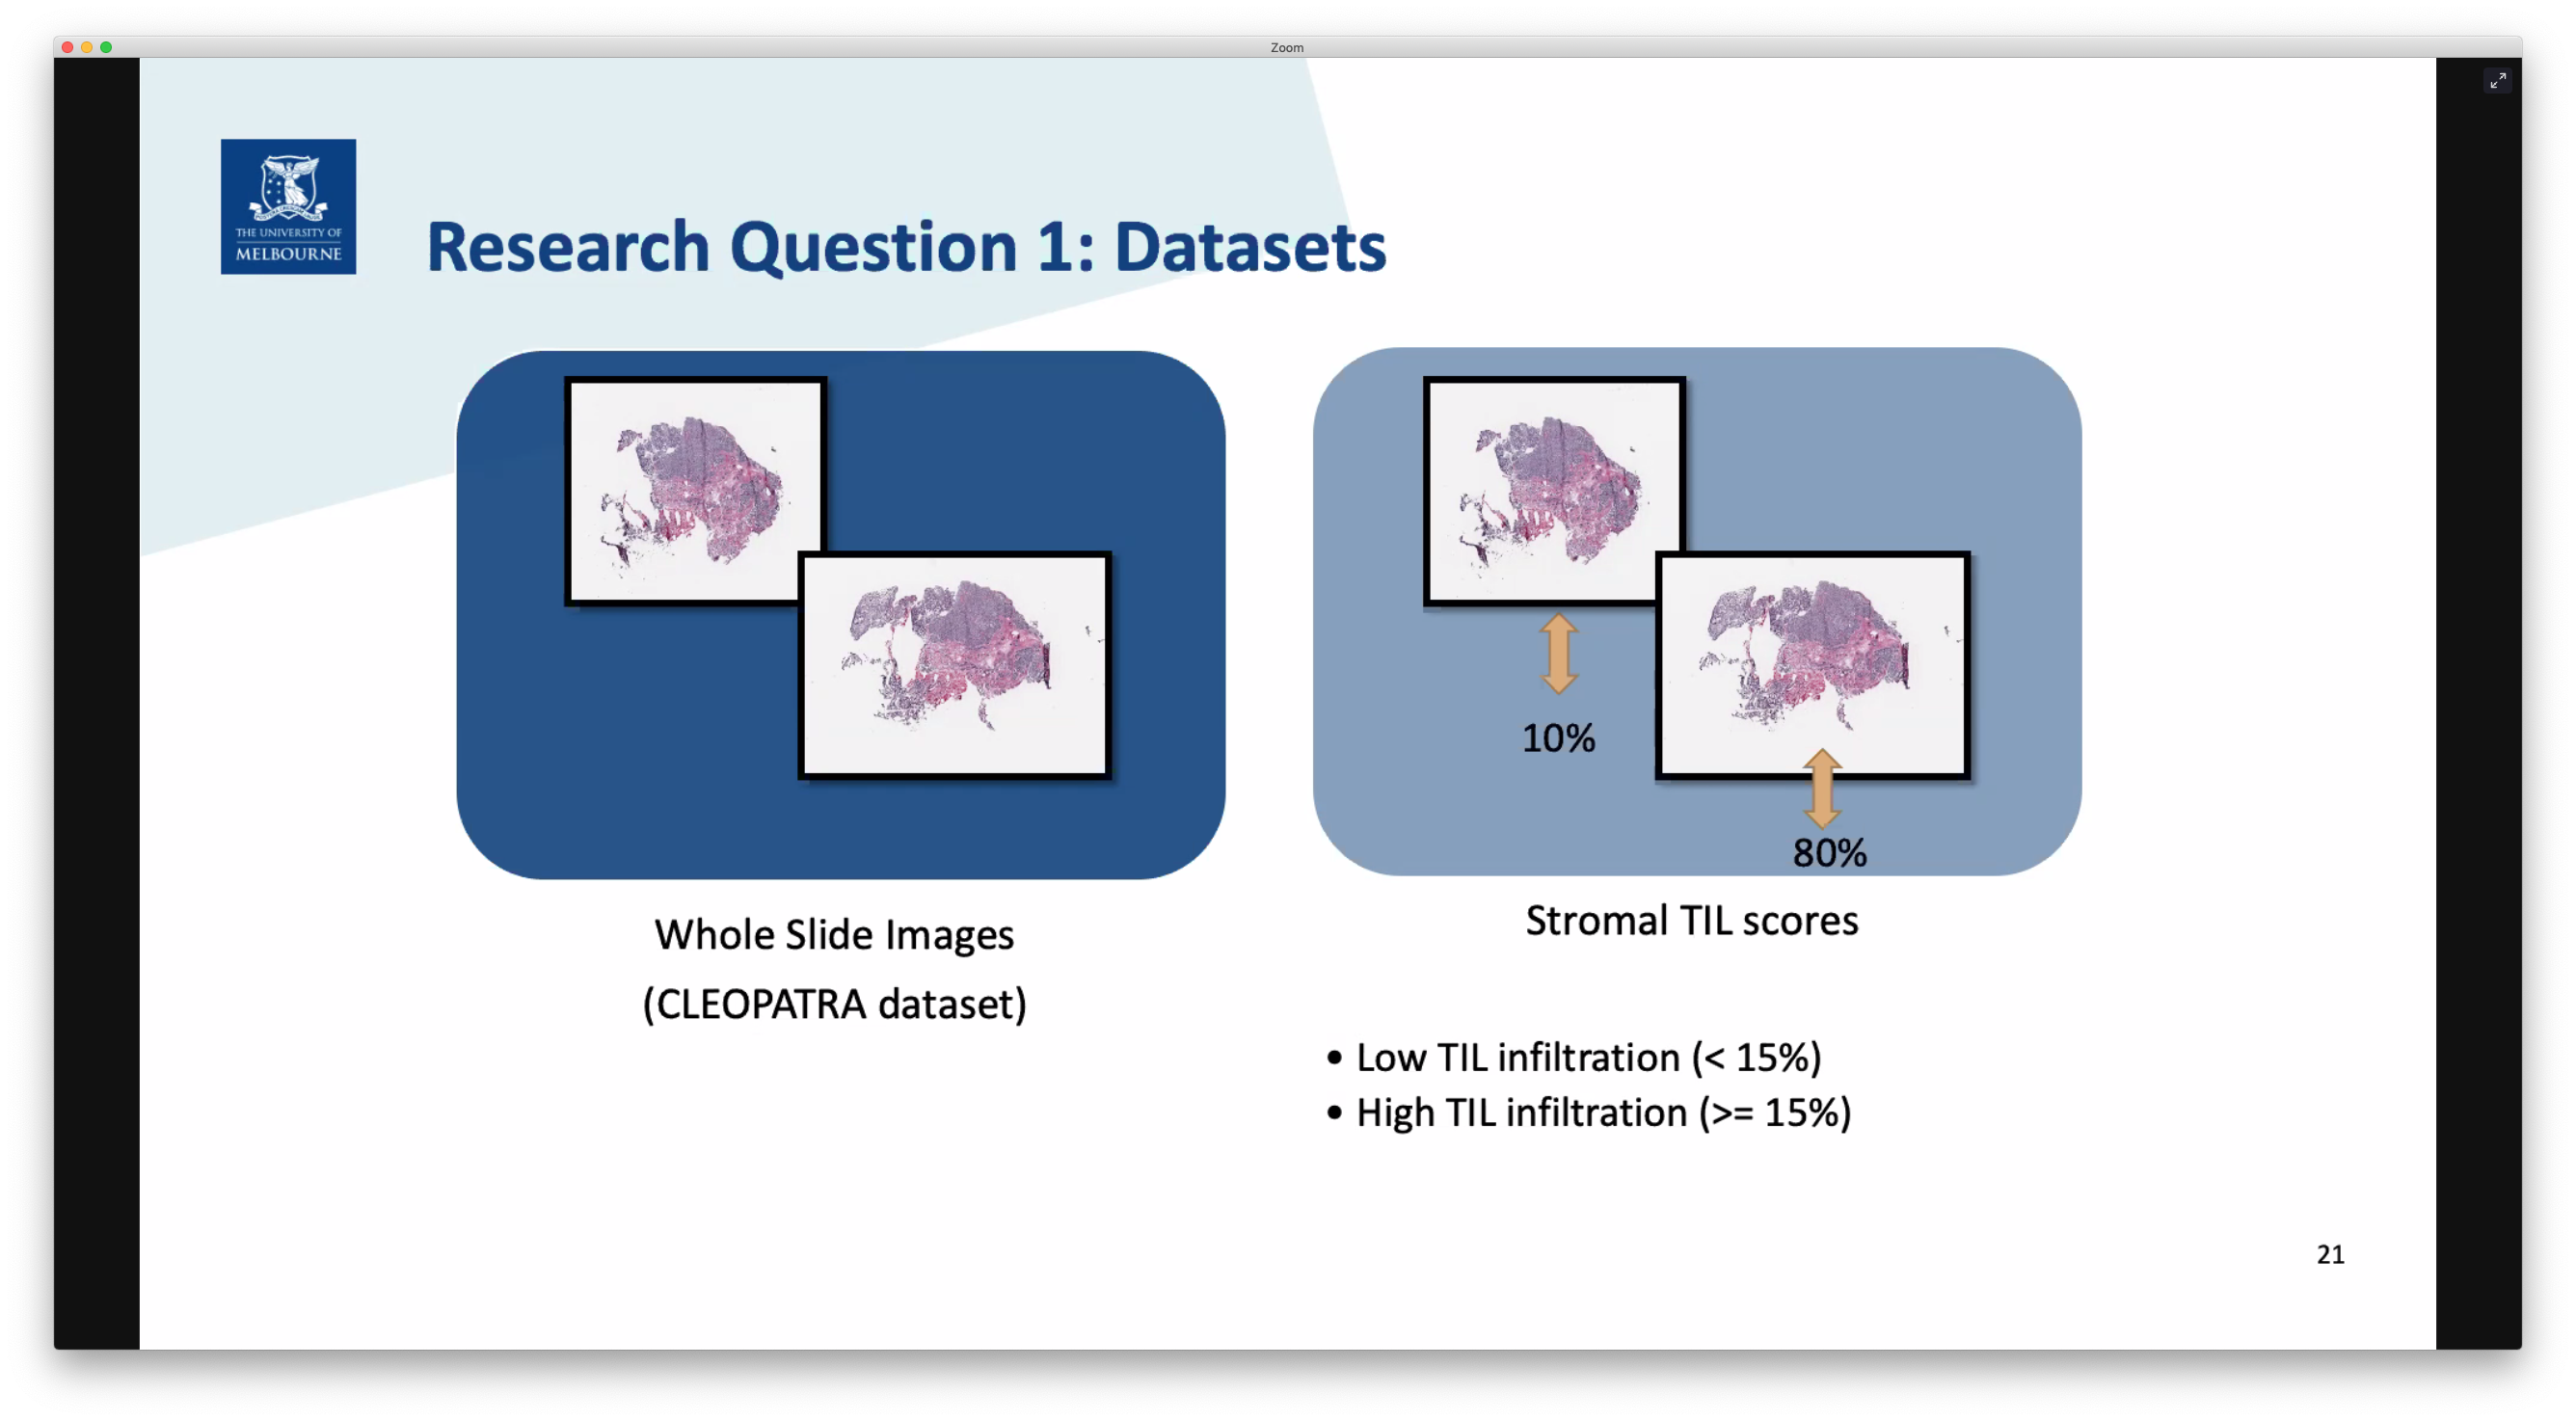 Zoom
THE UNIVERSITY OF
MELBOURNE
Research Question 1: Datasets
10%
80%
Whole Slide Images
(CLEOPATRA dataset)
Stromal TIL scores
• Low TIL infiltration (< 15%)
• High TIL infiltration (>= 15%)
21